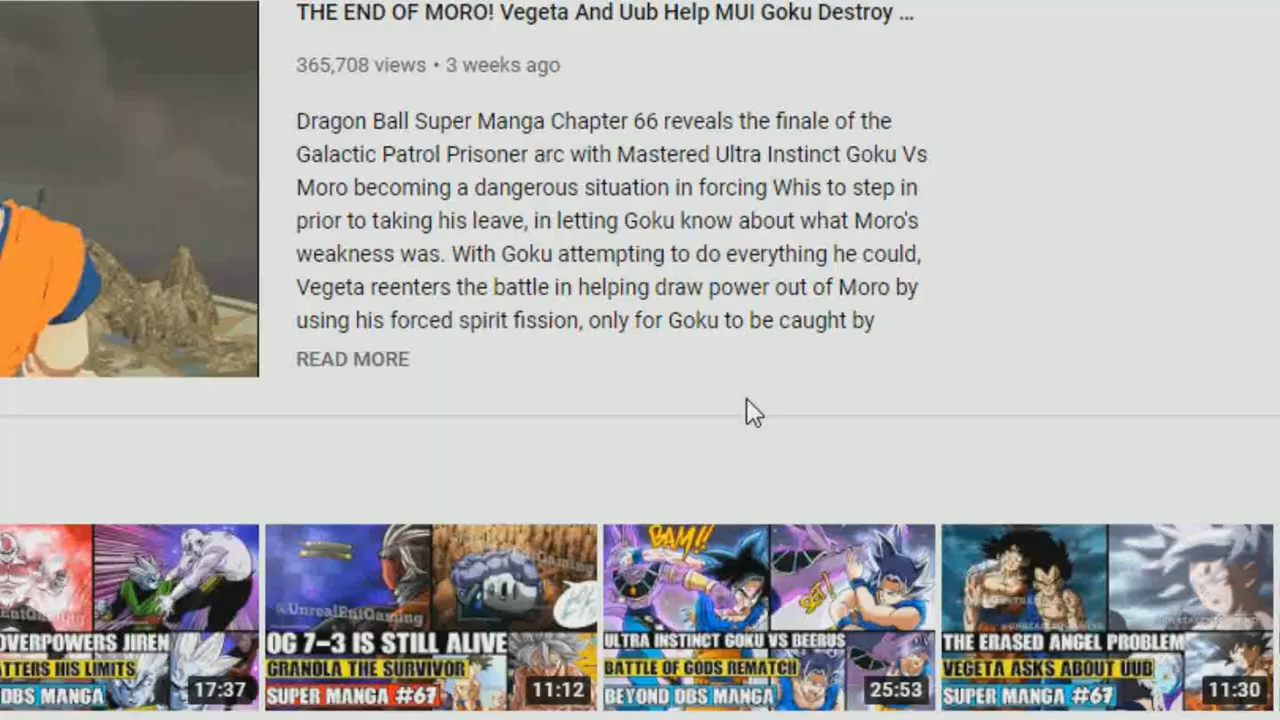 THE END OF MORO! Vegeta And Uub Help MUI Goku Destroy ...
365,708 views • 3 weeks ago
Dragon Ball Super Manga Chapter 66 reveals the finale of the
Galactic Patrol Prisoner arc with Mastered Ultra Instinct Goku Vs
Moro becoming a dangerous situation in forcing Whis to step in
prior to taking his leave, in letting Goku know about what Moro's
weakness was. With Goku attempting to do everything he could,
Vegeta reenters the battle in helping draw power out of Moro by
using his forced spirit fission, only for Goku to be caught by
READ MORE
OVERPOWERS JIREN
HIS LIMITS
DBS MANGA
17:37
@UnrealEntGaming
OG 7-3 IS STILL ALIVE
GRANOLA THE SURVIVOR
SUPER MANGA #67
11:12
BAM!!
ULTRA INSTINCT GOKU VS BEERUS
BATTLE OF GODS REMATCH
BEYOND DBS MANGA
25:53
THE ERASED ANGEL PROBLEM
VEGETA ASKS ABOUT UUB
SUPER MANGA #67
11:30